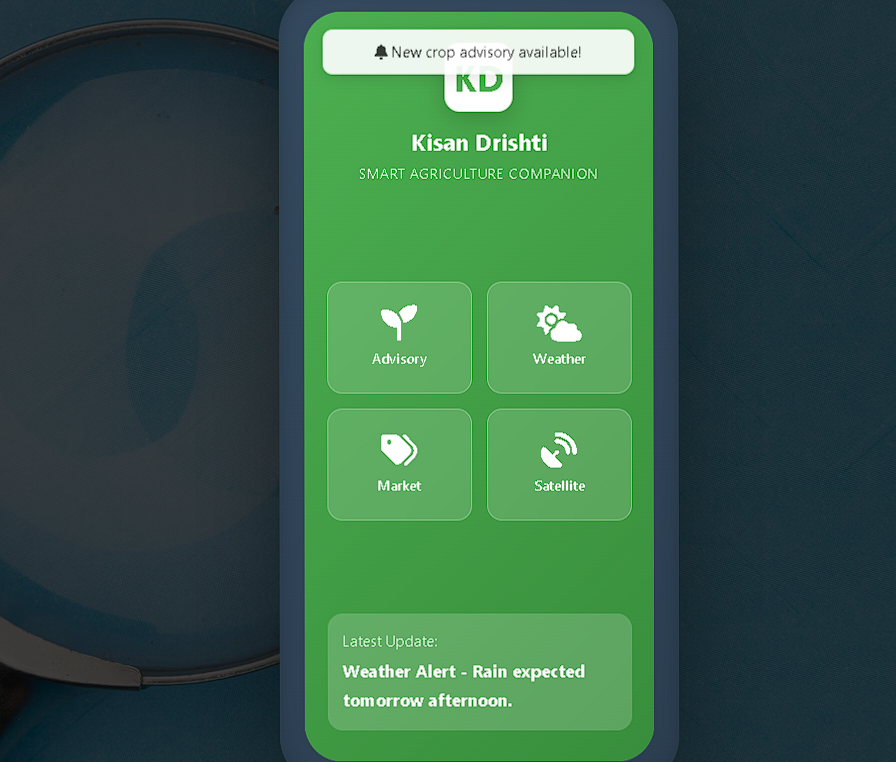 New crop advisory available!
KD
Kisan Drishti
SMART AGRICULTURE COMPANION
Advisory
Weather
Market
Satellite
Latest Update:
Weather Alert - Rain expected
tomorrow afternoon.